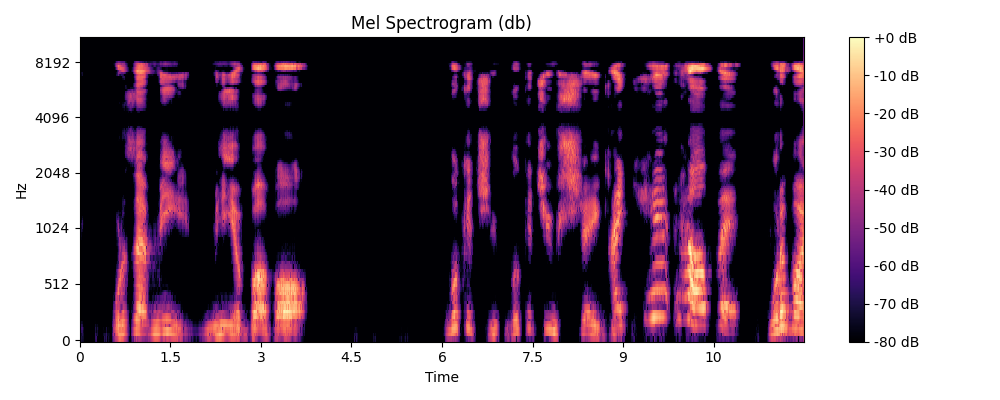 Mel Spectrogram (db)
Hz
8192
4096
2048
1024
512
0
0 1.5 3 4.5 6 7.5 9 10
Time
+0 dB
-10 dB
-20 dB
-30 dB
-40 dB
-50 dB
-60 dB
-70 dB
-80 dB